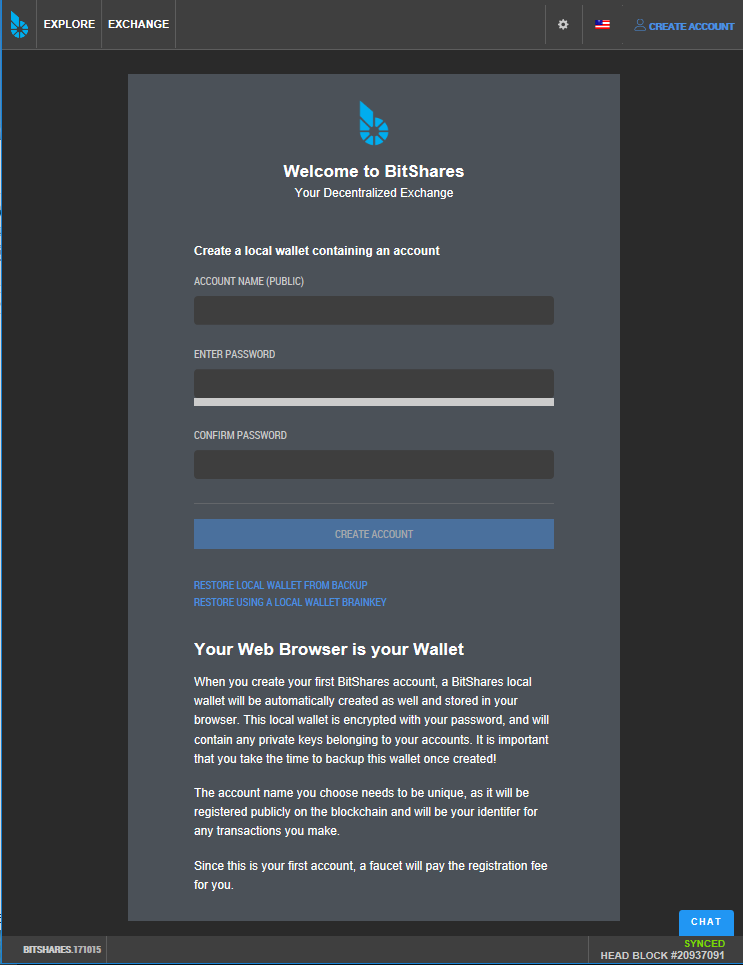 EXPLORE EXCHANGE CREATE ACCOUNT
Welcome to BitShares
Your Decentralized Exchange
Create a local wallet containing an account
ACCOUNT NAME (PUBLIC)
ENTER PASSWORD
CONFIRM PASSWORD
CREATE ACCOUNT
RESTORE LOCAL WALLET FROM BACKUP
RESTORE USING A LOCAL WALLET BRAINKEY
Your Web Browser is your Wallet
When you create your first BitShares account, a BitShares local
wallet will be automatically created as well and stored in your
browser. This local wallet is encrypted with your password, and will
contain any private keys belonging to your accounts. It is important
that you take the time to backup this wallet once created!
The account name you choose needs to be unique, as it will be
registered publicly on the blockchain and will be your identifer for
any transactions you make.
Since this is your first account, a faucet will pay the registration fee
for you.
CHAT
SYNCED
BITSHARES.171015 HEAD BLOCK #20937091